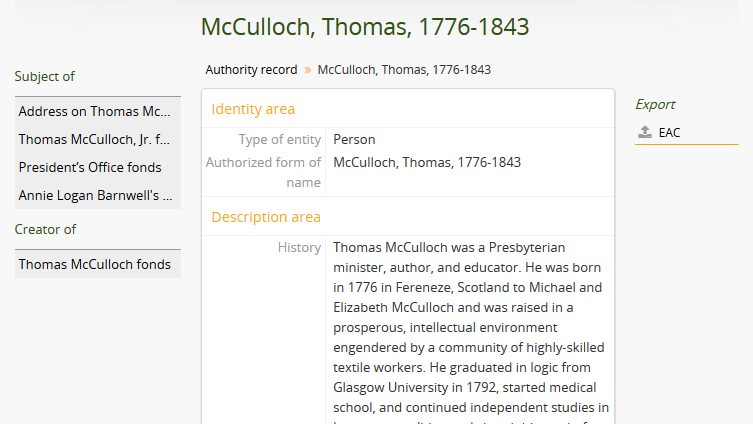 McCulloch, Thomas, 1776-1843
Subject of
Address on Thomas Mc...
Thomas McCulloch, Jr. f...
President's Office fonds
Annie Logan Barnwell's ...
Creator of
Thomas McCulloch fonds
Authority record » McCulloch, Thomas, 1776-1843
Identity area
Type of entity Person
Authorized form of name McCulloch, Thomas, 1776-1843
Description area
History
Thomas McCulloch was a Presbyterian
minister, author, and educator. He was born
in 1776 in Fereneze, Scotland to Michael and
Elizabeth McCulloch and was raised in a
prosperous, intellectual environment
engendered by a community of highly-skilled
textile workers. He graduated in logic from
Glasgow University in 1792, started medical
school, and continued independent studies in
Export
EAC